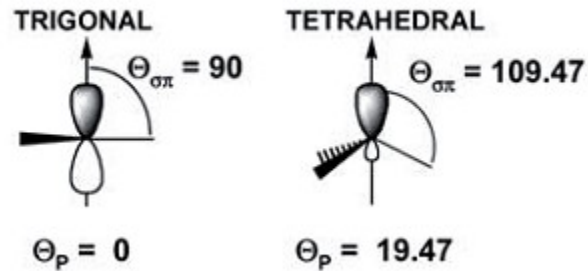 TRIGONAL
Θσπ = 90
ΘP = 0
TETRAHEDRAL
Θσπ = 109.47
ΘP = 19.47